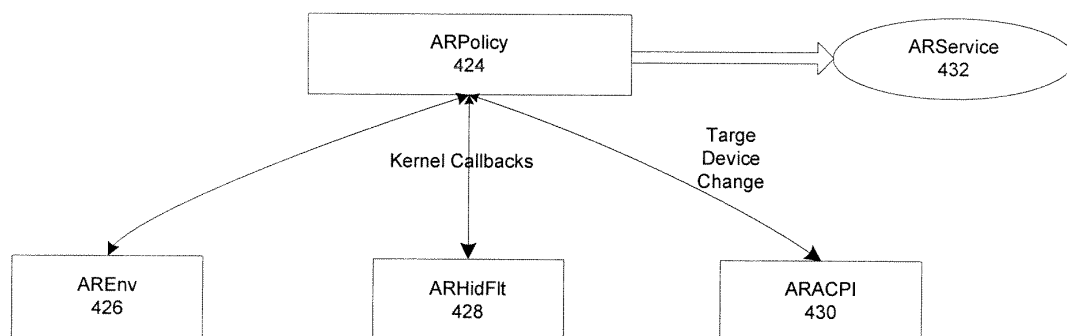 ARPolicy
424
ARService
432
Kernel Callbacks
Targe
Device
Change
AREnv
426
ARHidFlt
428
ARACPI
430